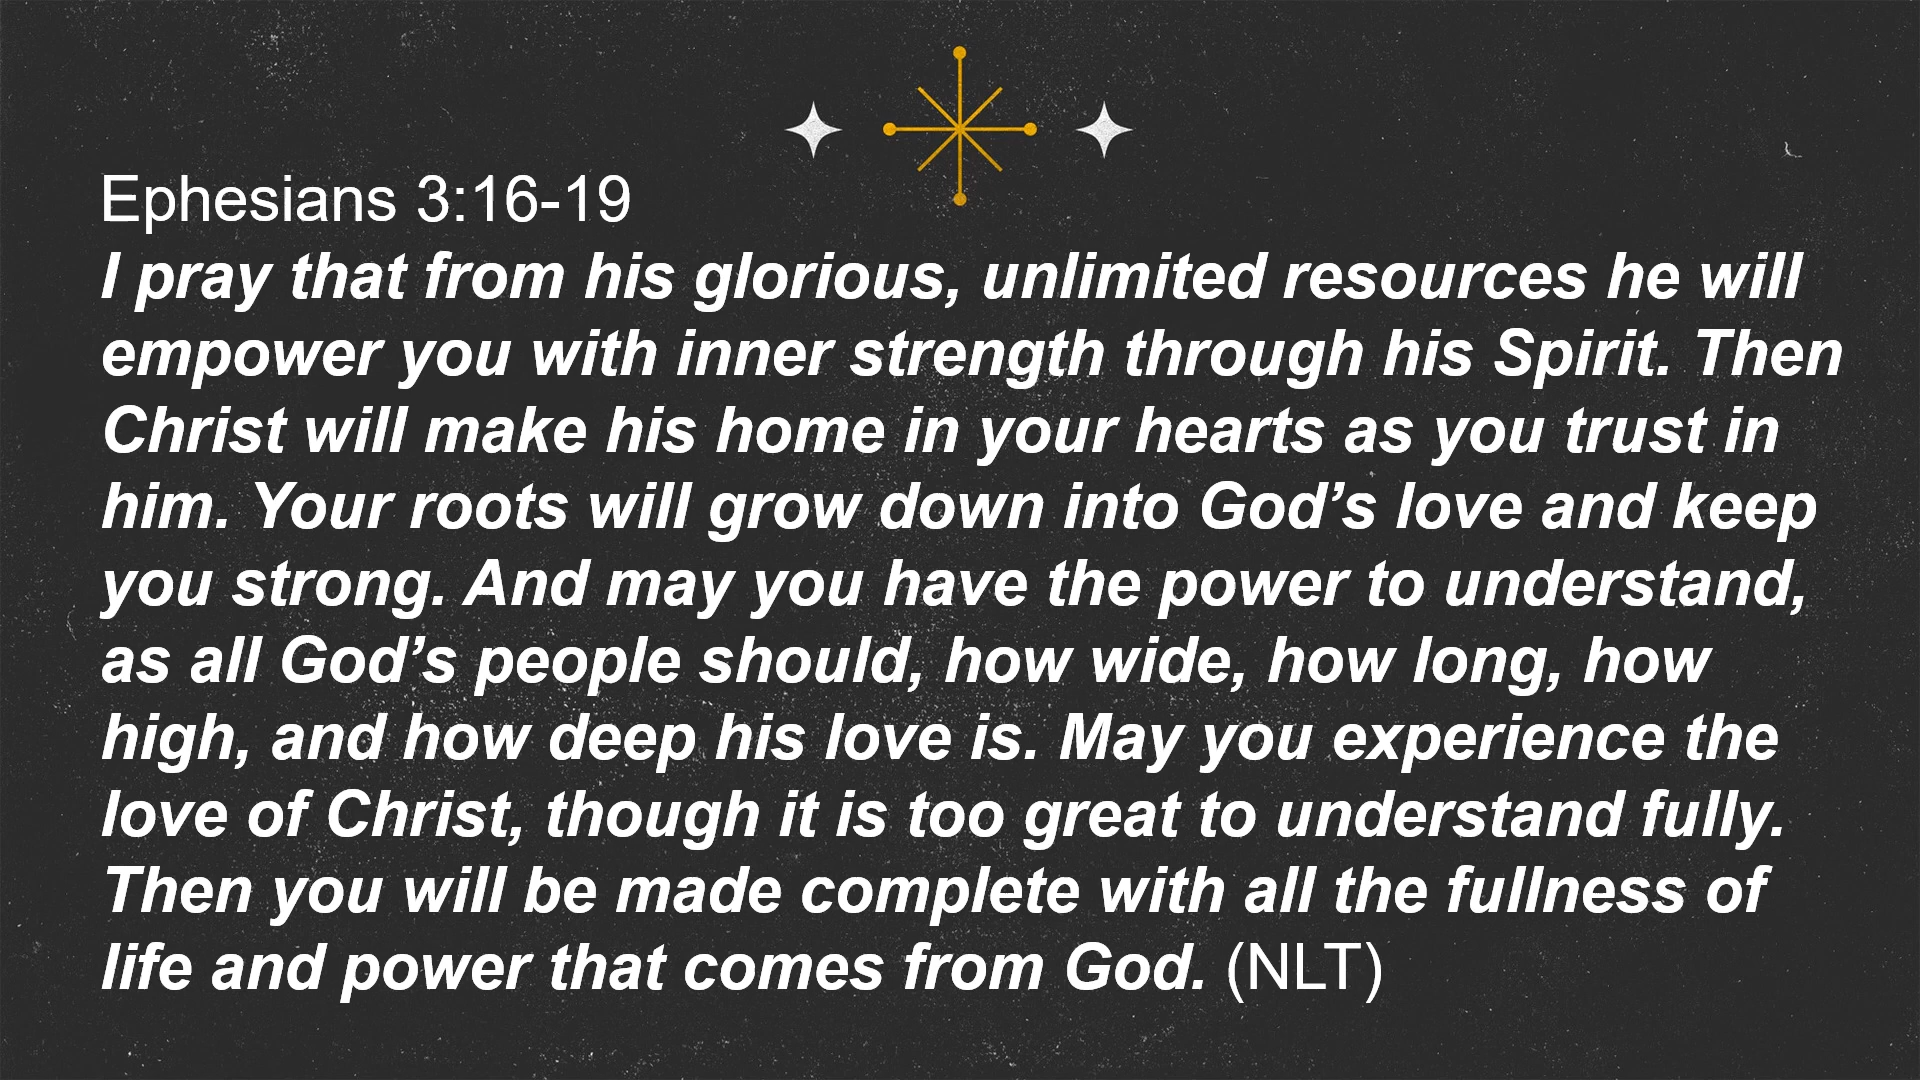 Ephesians 3:16-19
I pray that from his glorious, unlimited resources he will
empower you with inner strength through his Spirit. Then
Christ will make his home in your hearts as you trust in
him. Your roots will grow down into God’s love and keep
you strong. And may you have the power to understand,
as all God’s people should, how wide, how long, how
high, and how deep his love is. May you experience the
love of Christ, though it is too great to understand fully.
Then you will be made complete with all the fullness of
life and power that comes from God. (NLT)